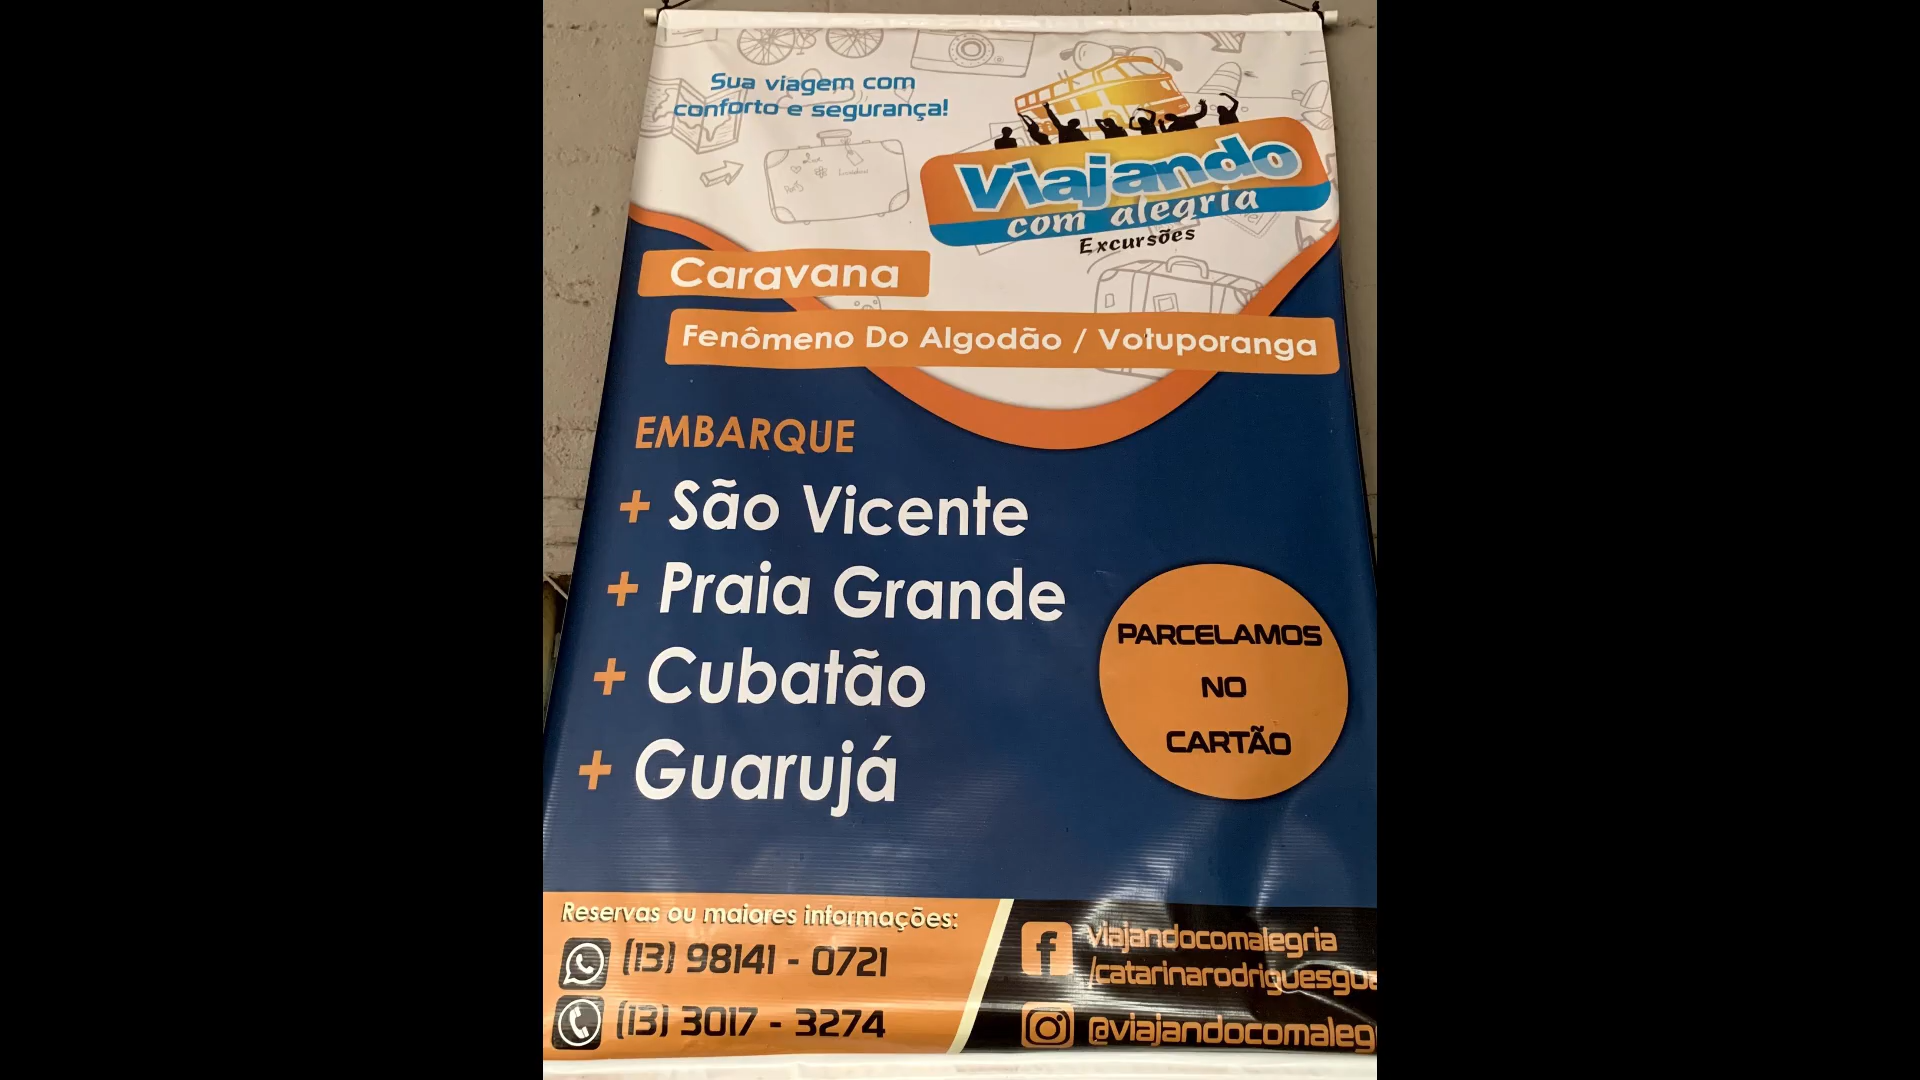 Sua viagem com
conforto e segurança!
Viajando
com alegria
Excursões
Caravana
Fenômeno Do Algodão / Votuporanga
EMBARQUE
+ São Vicente
+ Praia Grande
+ Cubatão
+ Guarujá
PARCELAMOS
NO
CARTÃO
Reservas ou maiores informações:
(13) 98141 - 0721
(13) 3017 - 3274
viajandocomalegria
/catarinarodriguesgu
@viajandocomaleg